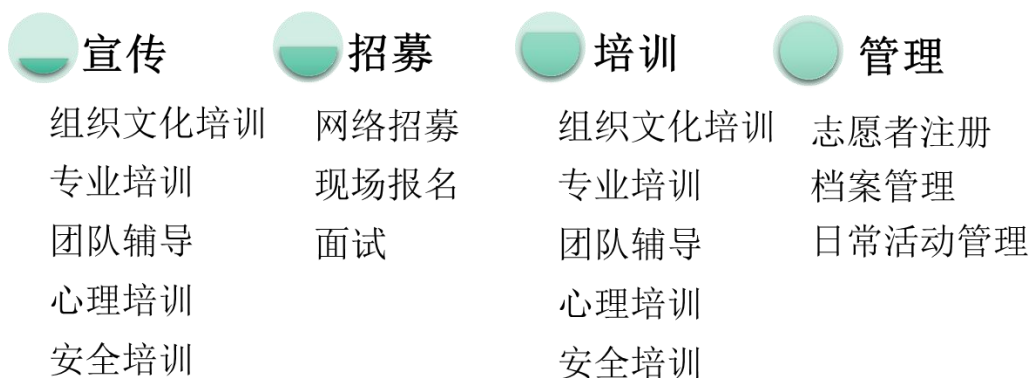 宣传
组织文化培训
专业培训
团队辅导
心理培训
安全培训
招募
网络招募
现场报名
面试
培训
组织文化培训
专业培训
团队辅导
心理培训
安全培训
管理
志愿者注册
档案管理
日常活动管理